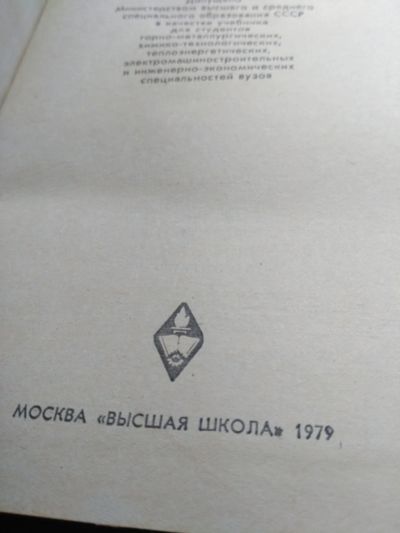 Допущено
Министерством высшего и среднего
специального образования СССР
в качестве учебника
для студентов
горно-металлургических,
химико-технологических,
теплоэнергетических,
электромашиностроительных
и инженерно-экономических
специальностей вузов
МОСКВА «ВЫСШАЯ ШКОЛА» 1979